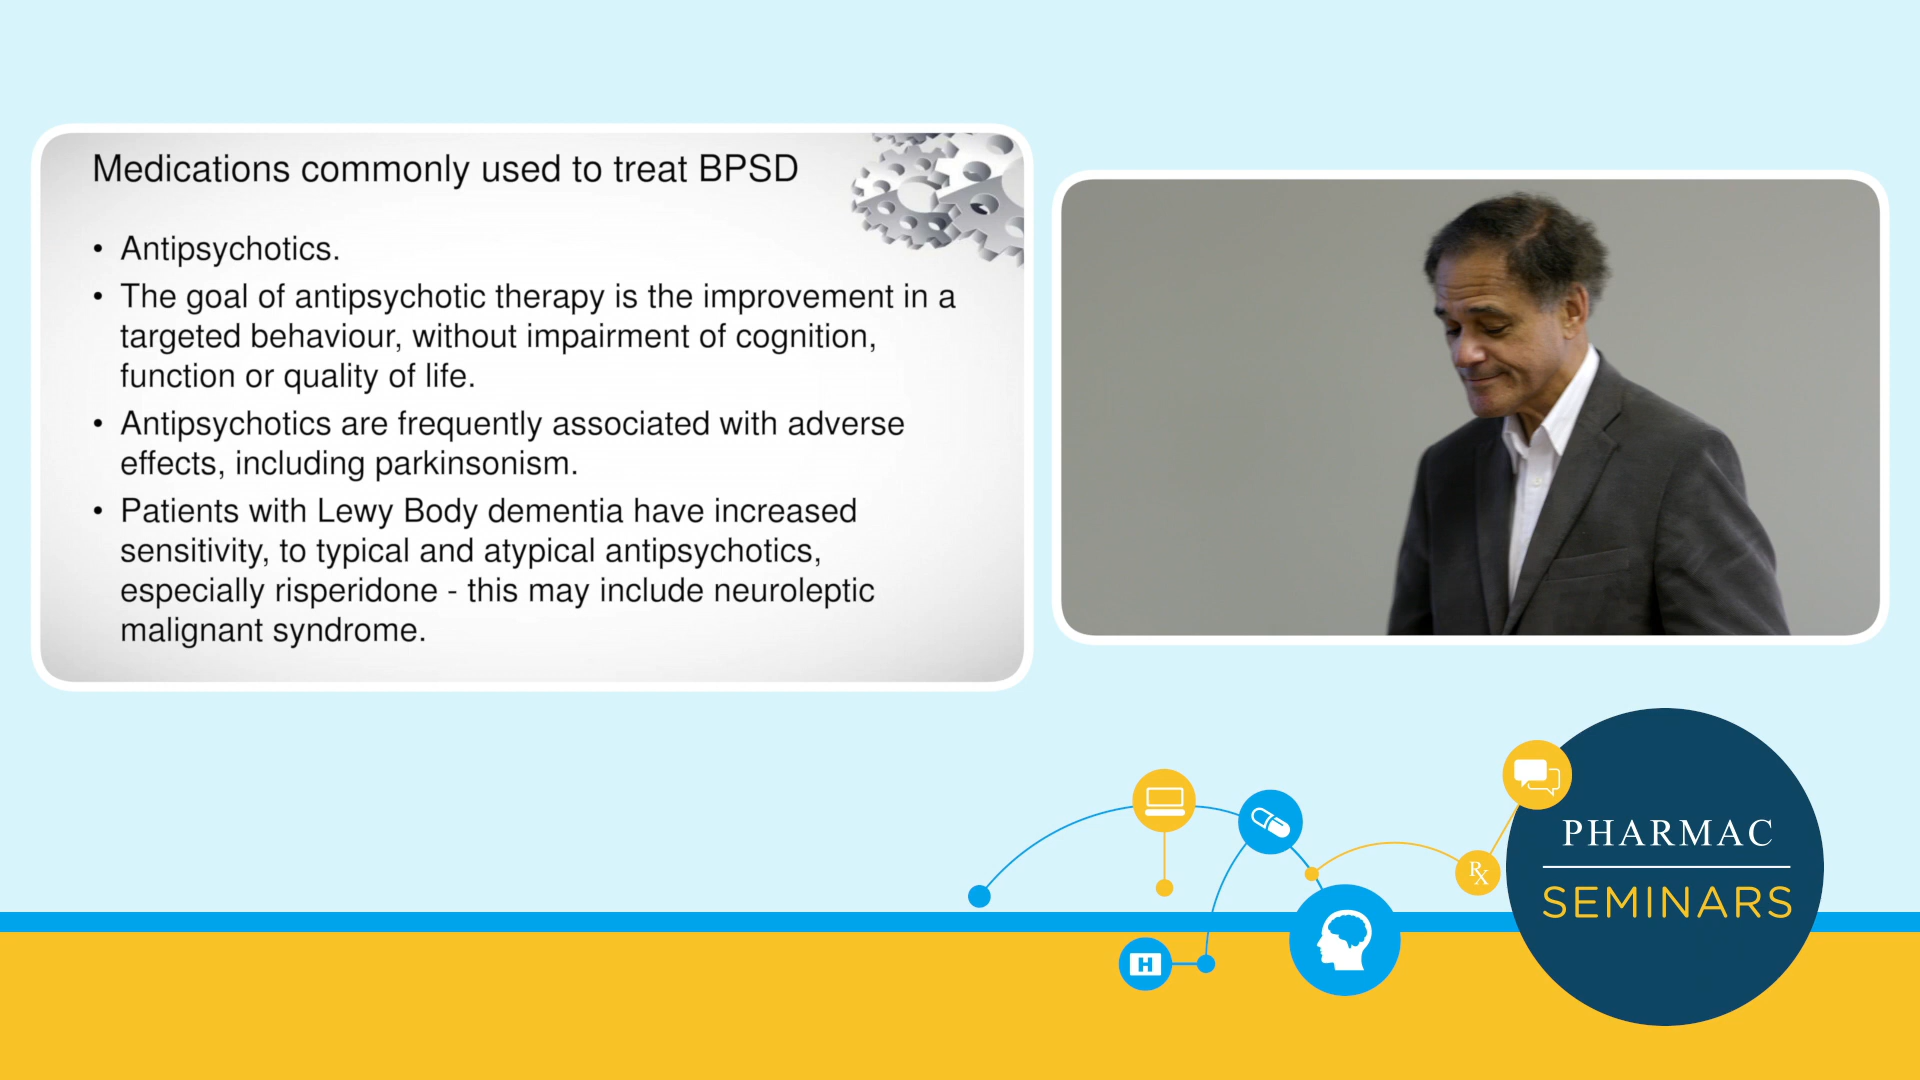 Medications commonly used to treat BPSD
• Antipsychotics.
• The goal of antipsychotic therapy is the improvement in a
targeted behaviour, without impairment of cognition,
function or quality of life.
• Antipsychotics are frequently associated with adverse
effects, including parkinsonism.
• Patients with Lewy Body dementia have increased
sensitivity, to typical and atypical antipsychotics,
especially risperidone - this may include neuroleptic
malignant syndrome.
PHARMAC
SEMINARS
Rx
H